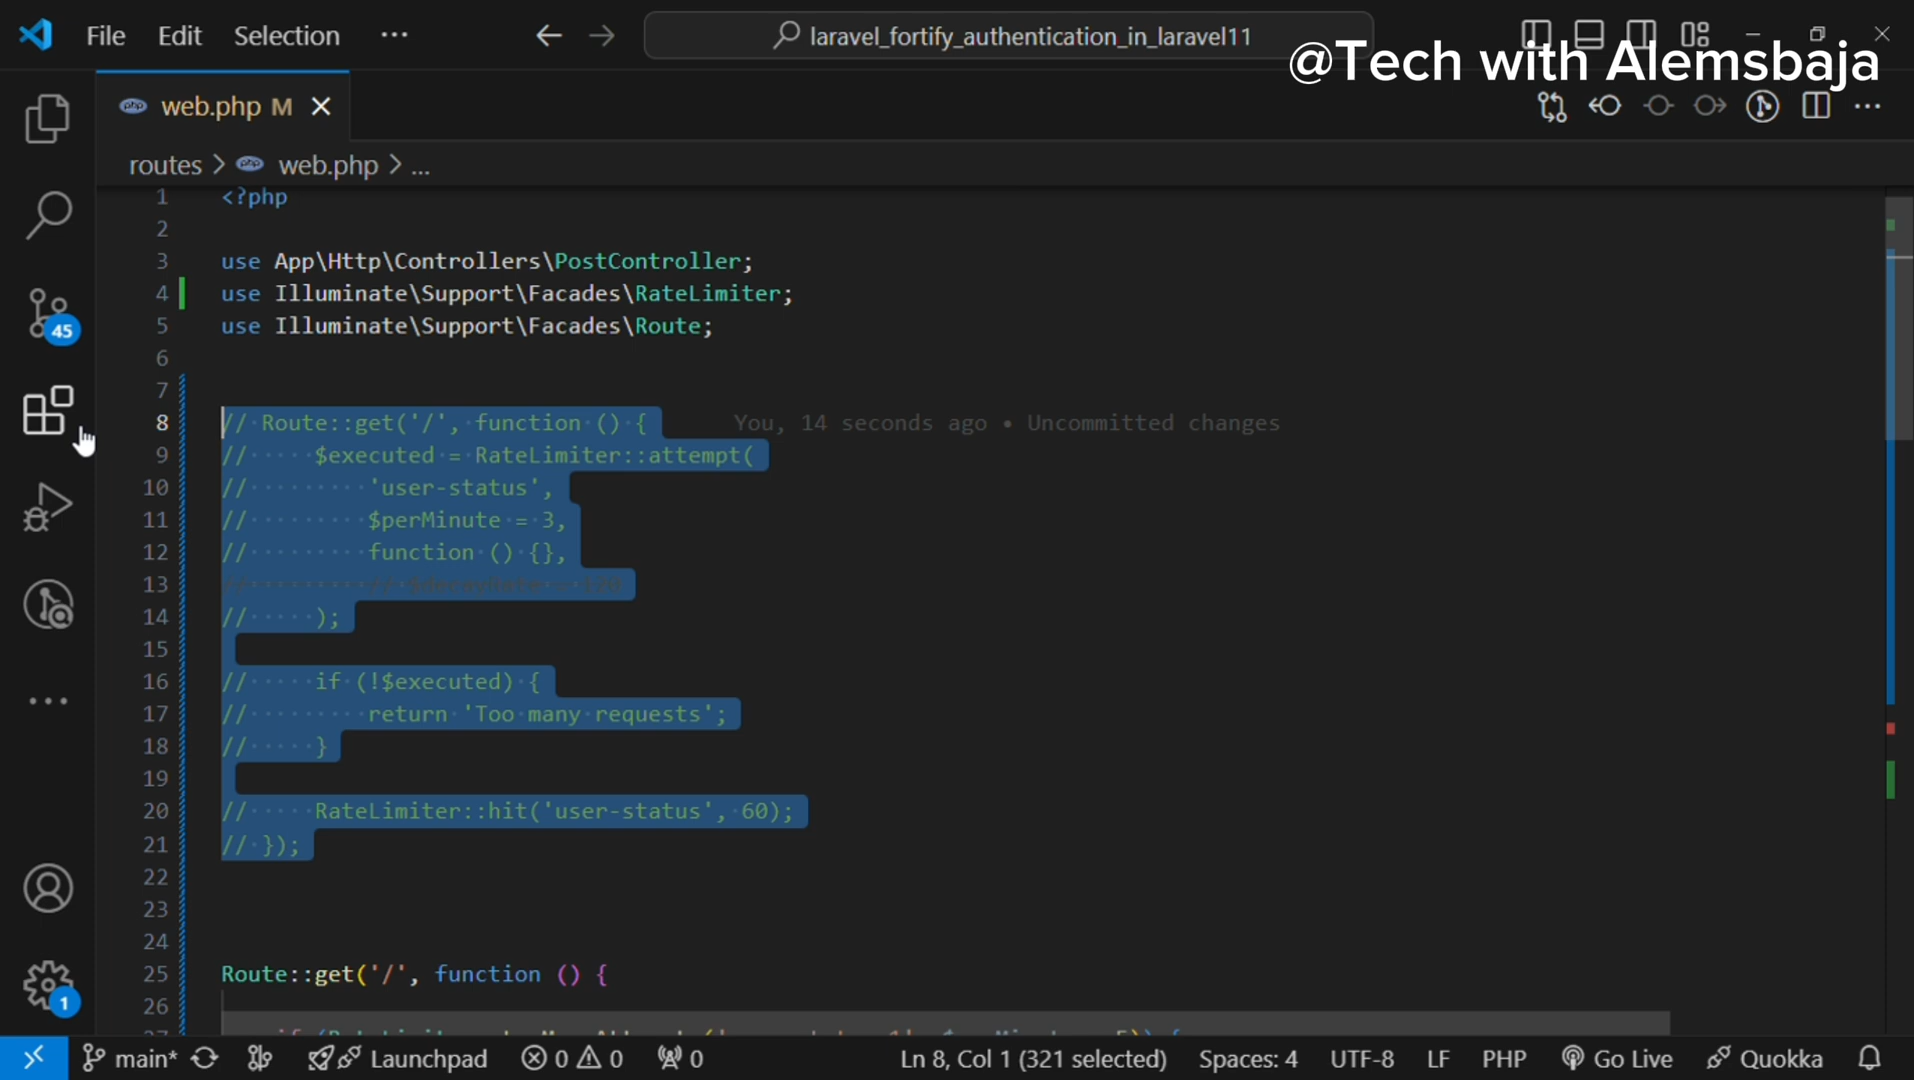 File Edit Selection ... laravel_fortify_authentication_in_laravel11
@Tech with Alemsbaja
web.php M
routes > web.php > ...
1 <?php
2
3 use App\Http\Controllers\PostController;
4 use Illuminate\Support\Facades\RateLimiter;
5 use Illuminate\Support\Facades\Route;
6
7
8 // Route::get('/', function () { You, 14 seconds ago • Uncommitted changes
9 //     $executed = RateLimiter::attempt(
10 //         'user-status',
11 //         $perMinute = 3,
12 //         function () {},
13 //         // $decayRate = 120
14 //     );
15
16 //     if (!$executed) {
17 //         return 'Too many requests';
18 //     }
19
20 //     RateLimiter::hit('user-status', 60);
21 // });
22
23
24
25 Route::get('/', function () {
26
27
45
1
main* Launchpad 0 0 0 Ln 8, Col 1 (321 selected) Spaces: 4 UTF-8 LF PHP Go Live Quokka